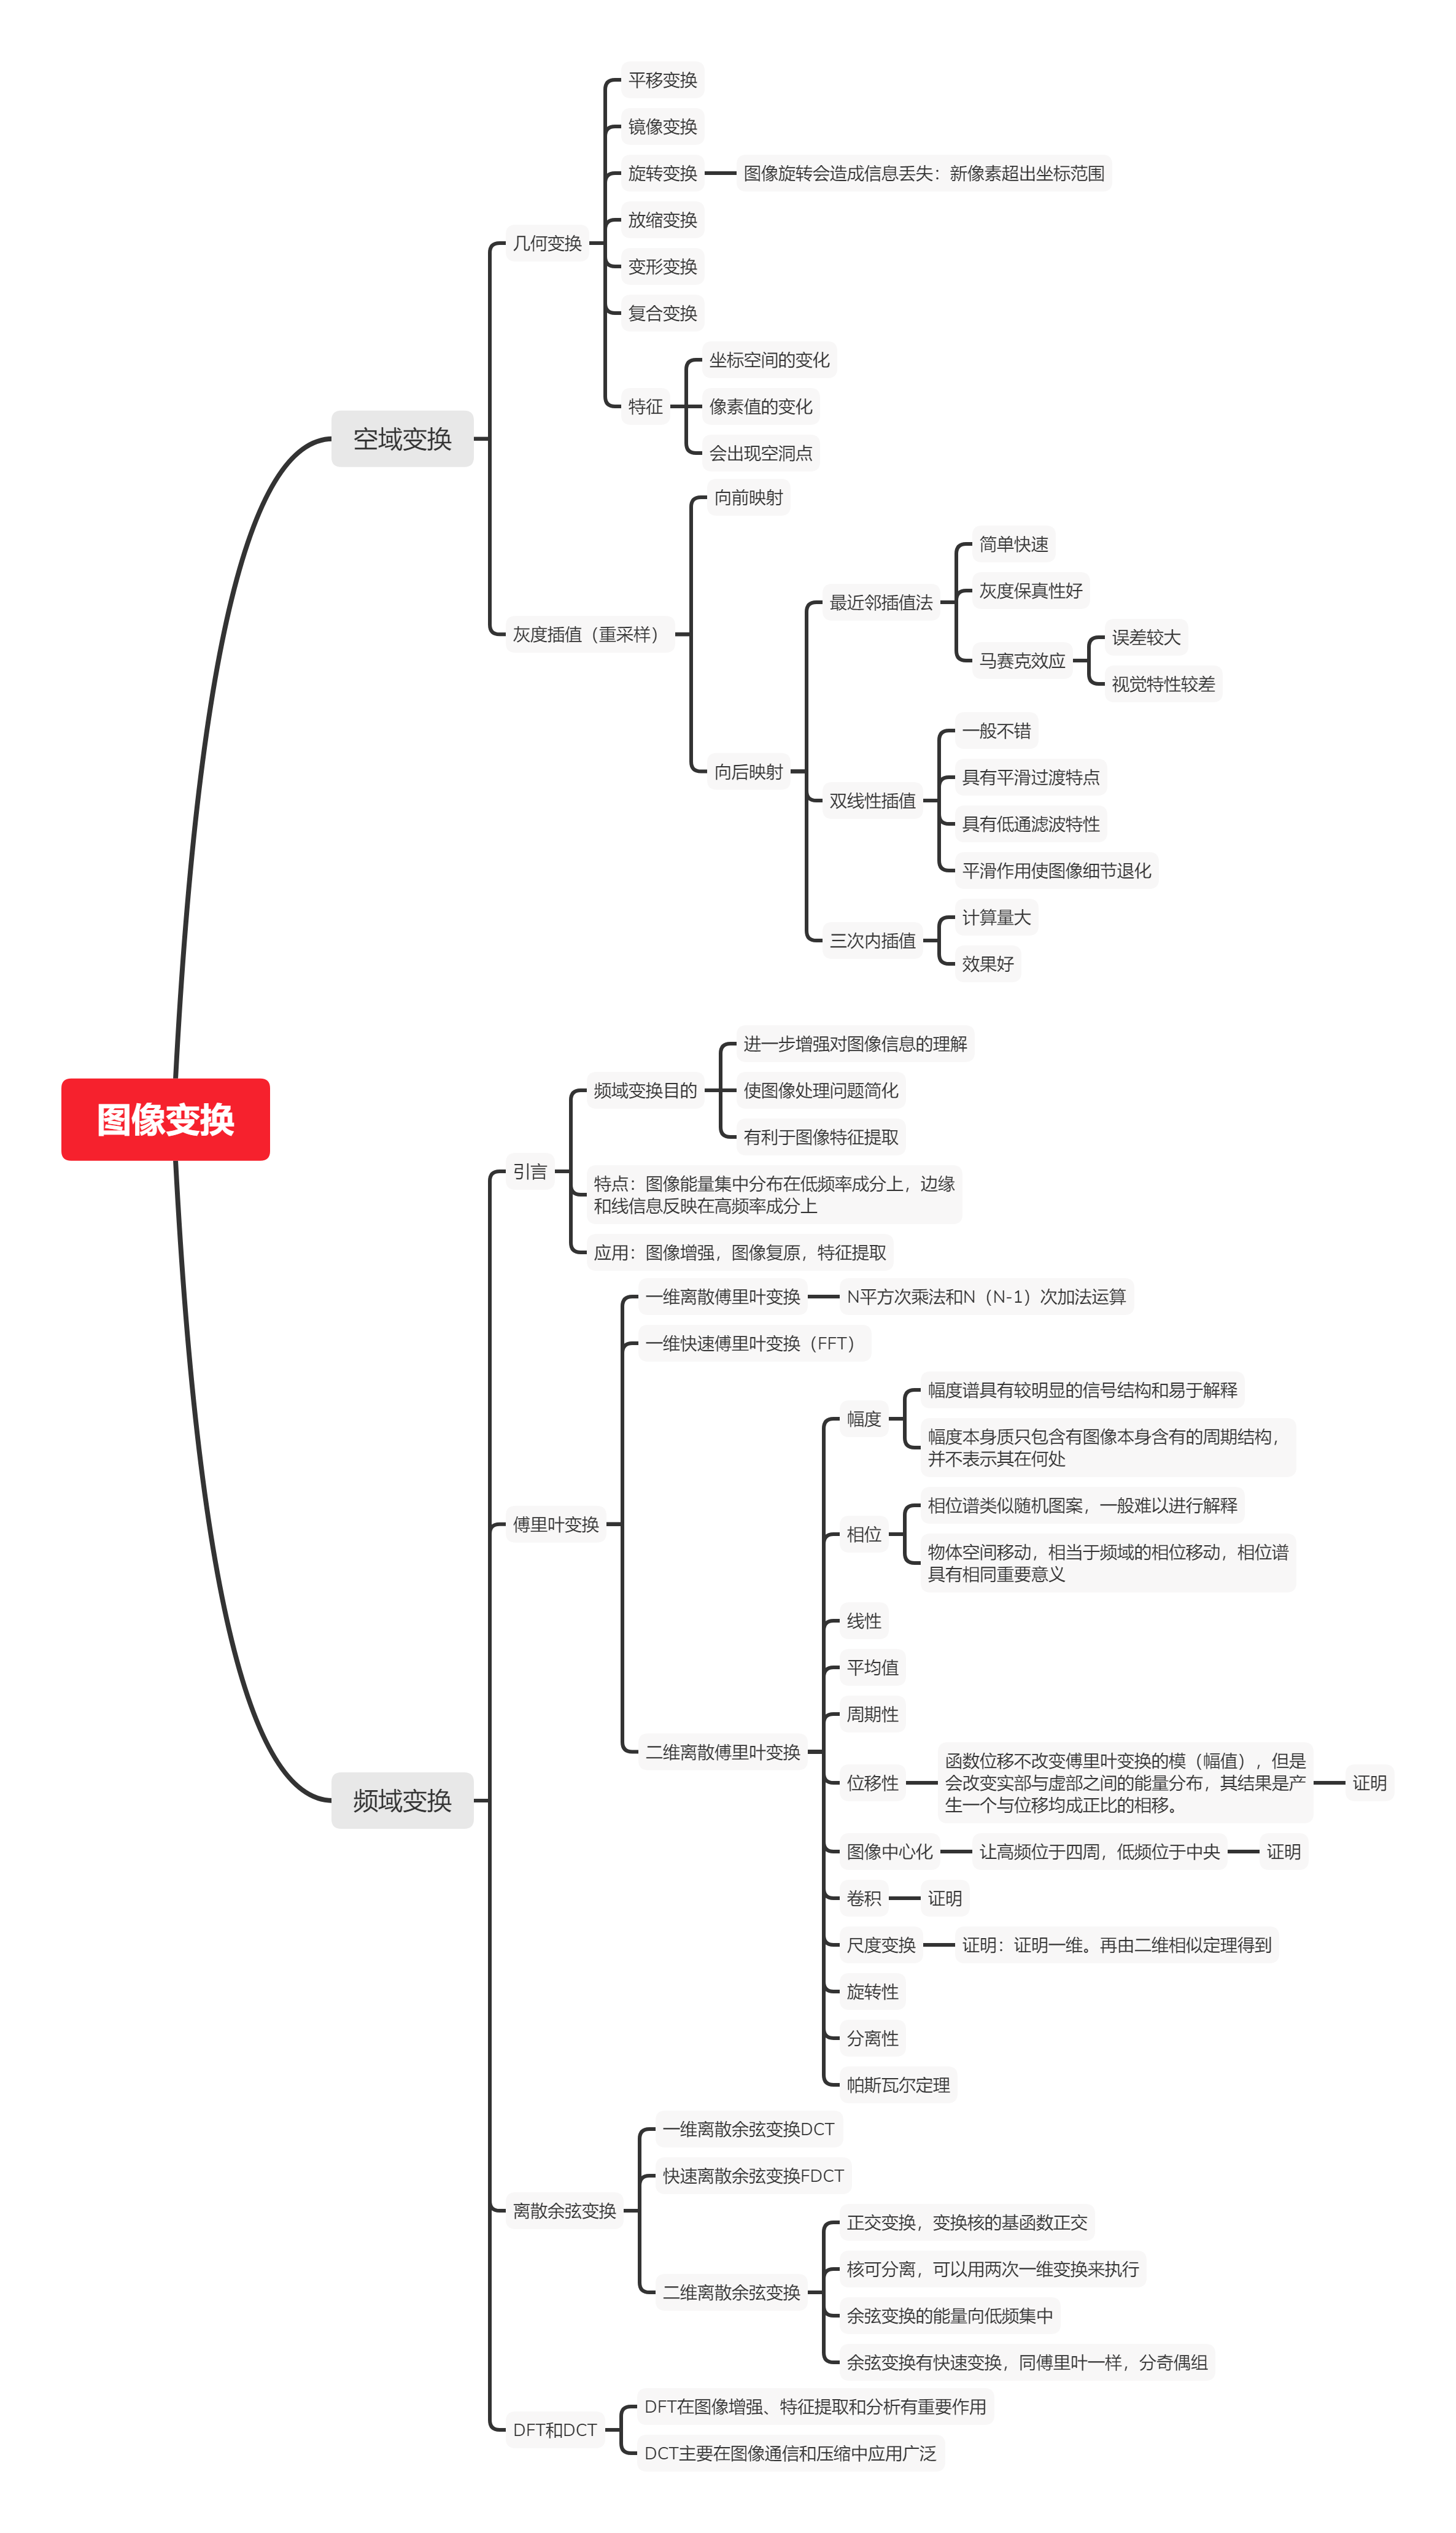 图像变换
空域变换
几何变换
平移变换
镜像变换
旋转变换
图像旋转会造成信息丢失：新像素超出坐标范围
放缩变换
变形变换
复合变换
特征
坐标空间的变化
像素值的变化
会出现空洞点
灰度插值（重采样）
向前映射
向后映射
最近邻插值法
简单快速
灰度保真性好
马赛克效应
误差较大
视觉特性较差
双线性插值
一般不错
具有平滑过渡特点
具有低通滤波特性
平滑作用使图像细节退化
三次内插值
计算量大
效果好
频域变换
引言
频域变换目的
进一步增强对图像信息的理解
使图像处理问题简化
有利于图像特征提取
特点：图像能量集中分布在低频率成分上，边缘
和线信息反映在高频率成分上
应用：图像增强，图像复原，特征提取
傅里叶变换
一维离散傅里叶变换
N平方次乘法和N（N-1）次加法运算
一维快速傅里叶变换（FFT）
二维离散傅里叶变换
幅度
幅度谱具有较明显的信号结构和易于解释
幅度本身质只包含有图像本身含有的周期结构，
并不表示其在何处
相位
相位谱类似随机图案，一般难以进行解释
物体空间移动，相当于频域的相位移动，相位谱
具有相同重要意义
线性
平均值
周期性
位移性
函数位移不改变傅里叶变换的模（幅值），但是
会改变实部与虚部之间的能量分布，其结果是产
生一个与位移均成正比的相移。
证明
图像中心化
让高频位于四周，低频位于中央
证明
卷积
证明
尺度变换
证明：证明一维。再由二维相似定理得到
旋转性
分离性
帕斯瓦尔定理
离散余弦变换
一维离散余弦变换DCT
快速离散余弦变换FDCT
二维离散余弦变换
正交变换，变换核的基函数正交
核可分离，可以用两次一维变换来执行
余弦变换的能量向低频集中
余弦变换有快速变换，同傅里叶一样，分奇偶组
DFT和DCT
DFT在图像增强、特征提取和分析有重要作用
DCT主要在图像通信和压缩中应用广泛